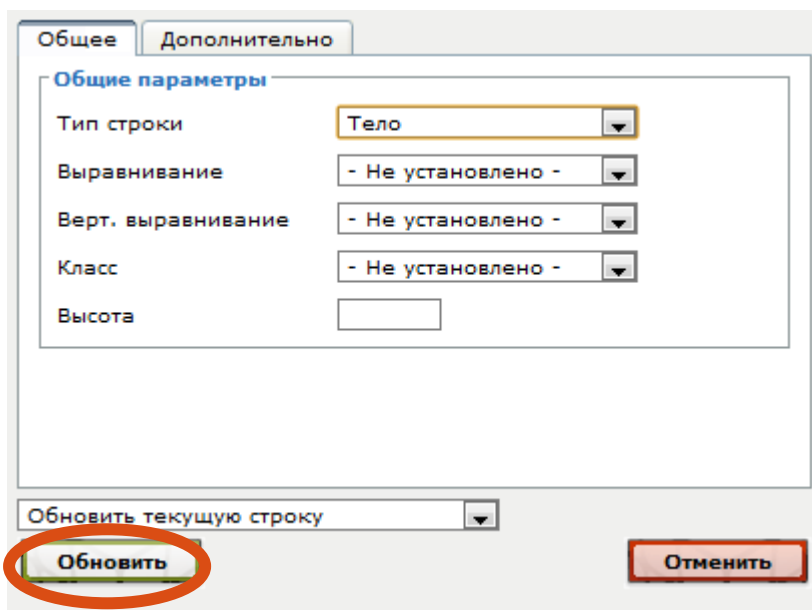 Общее Дополнительно
Общие параметры
Тип строки Тело
Выравнивание - Не установлено -
Верт. выравнивание - Не установлено -
Класс - Не установлено -
Высота
Обновить текущую строку
Обновить Отменить